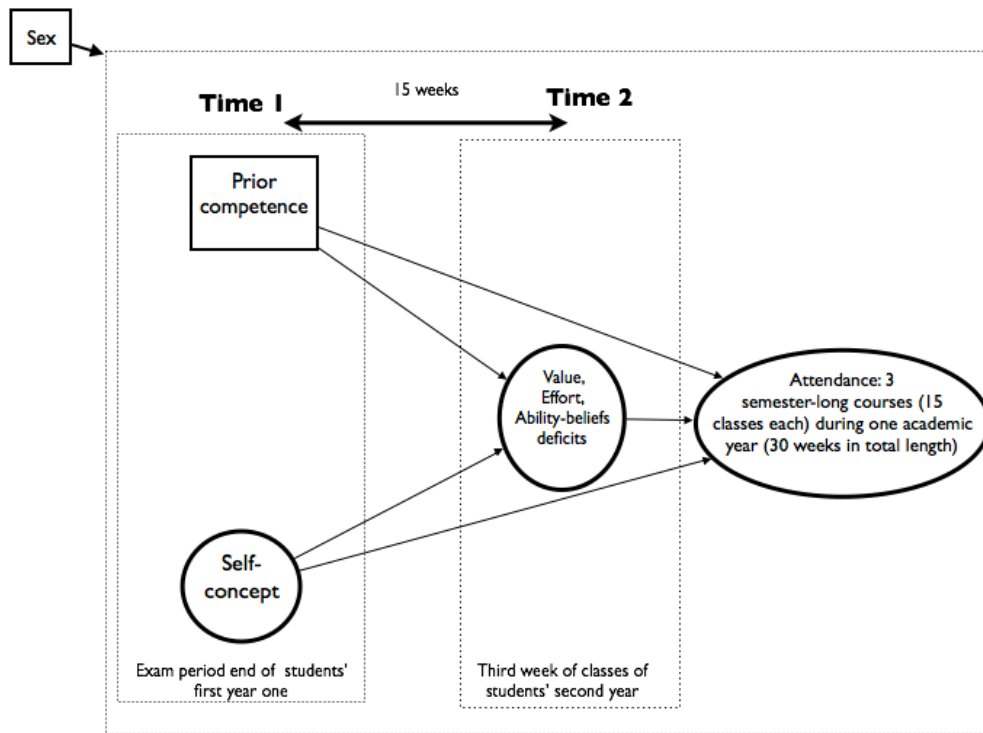 Sex
15 weeks
Time 1
Time 2
Prior
competence
Value,
Effort,
Ability-beliefs
deficits
Attendance: 3
semester-long courses (15
classes each) during one academic
year (30 weeks in total length)
Self-
concept
Exam period end of students'
first year one
Third week of classes of
students' second year